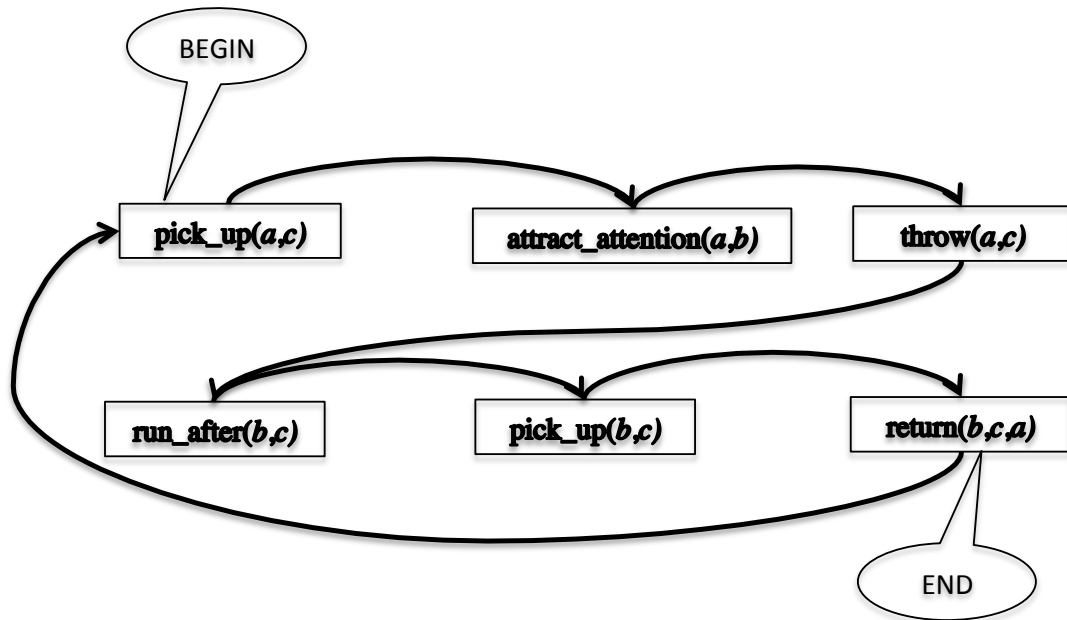 BEGIN
pick_up(a,c)
attract_attention(a,b)
throw(a,c)
run_after(b,c)
pick_up(b,c)
return(b,c,a)
END